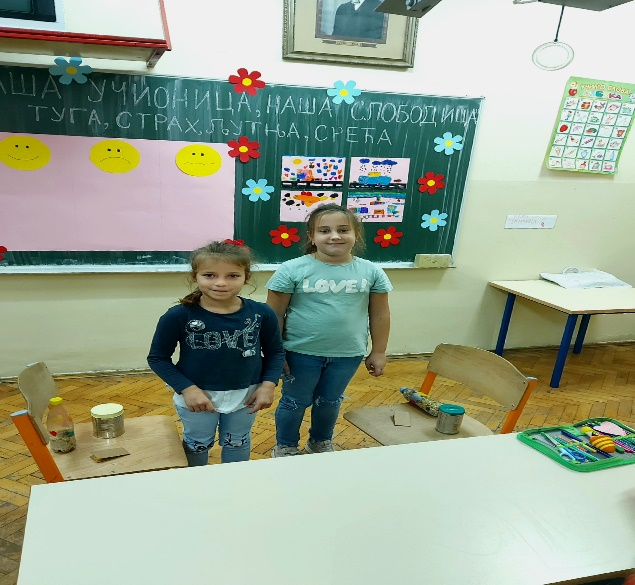 АША УЧИОНИЦА, НАША СЛОБОДИЦА
ТУГА, СТРАХ, ЉУТЊА, СРЕЋА
LOVE
LOVE!